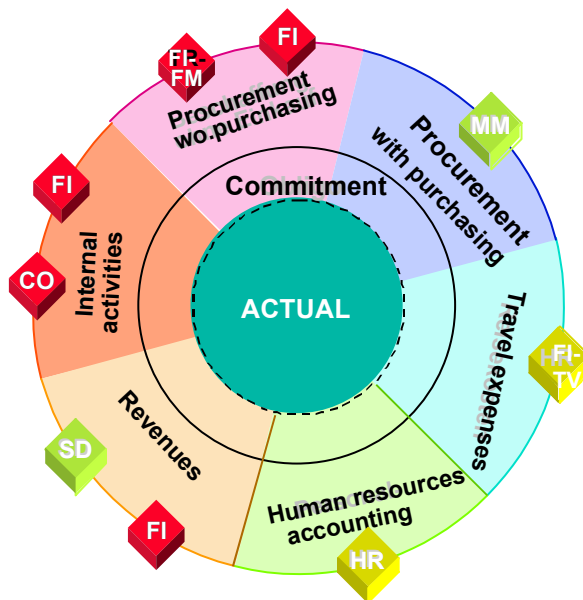 FI
FI-
FM
Procurement
wo.purchasing
MM
Procurement
with purchasing
FI
Commitment
CO
Internal
activities
ACTUAL
Travel expenses
FI-
TV
SD
Revenues
FI
Human resources
accounting
HR